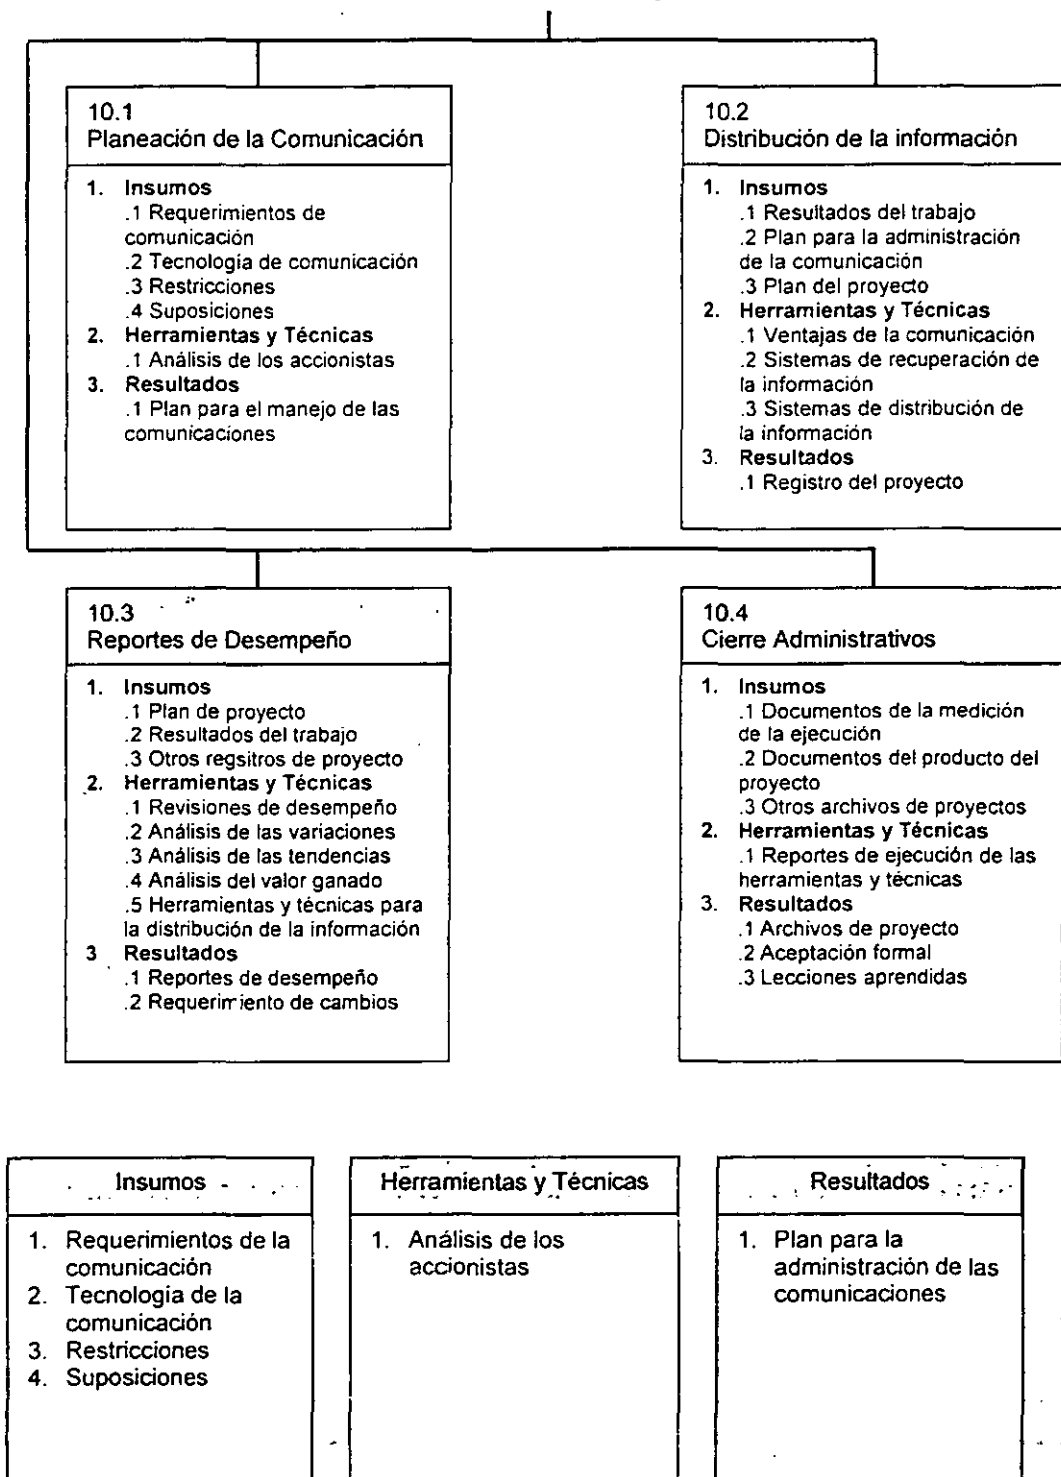 10.1
Planeación de la Comunicación
1. Insumos
.1 Requerimientos de
comunicación
.2 Tecnología de comunicación
.3 Restricciones
.4 Suposiciones
2. Herramientas y Técnicas
.1 Análisis de los accionistas
3. Resultados
.1 Plan para el manejo de las
comunicaciones
10.2
Distribución de la información
1. Insumos
.1 Resultados del trabajo
.2 Plan para la administración
de la comunicación
.3 Plan del proyecto
2. Herramientas y Técnicas
.1 Ventajas de la comunicación
.2 Sistemas de recuperación de
la información
.3 Sistemas de distribución de
la información
3. Resultados
.1 Registro del proyecto
10.3
Reportes de Desempeño
1. Insumos
.1 Plan de proyecto
.2 Resultados del trabajo
.3 Otros regsitros de proyecto
2. Herramientas y Técnicas
.1 Revisiones de desempeño
.2 Análisis de las variaciones
.3 Análisis de las tendencias
.4 Análisis del valor ganado
.5 Herramientas y técnicas para
la distribución de la información
3 Resultados
.1 Reportes de desempeño
.2 Requerimiento de cambios
10.4
Cierre Administrativos
1. Insumos
.1 Documentos de la medición
de la ejecución
.2 Documentos del producto del
proyecto
.3 Otros archivos de proyectos
2. Herramientas y Técnicas
.1 Reportes de ejecución de las
herramientas y técnicas
3. Resultados
.1 Archivos de proyecto
.2 Aceptación formal
.3 Lecciones aprendidas
Insumos
1. Requerimientos de la
comunicación
2. Tecnología de la
comunicación
3. Restricciones
4. Suposiciones
Herramientas y Técnicas
1. Análisis de los
accionistas
Resultados
1. Plan para la
administración de las
comunicaciones